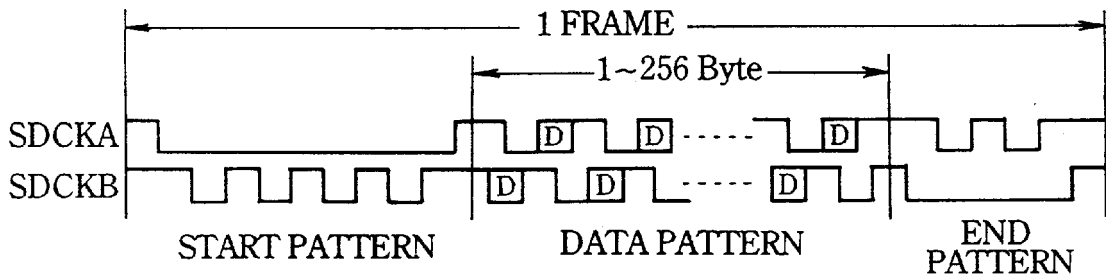 1 FRAME
1~256 Byte
SDCKA D D ----- D
SDCKB D D ----- D
START PATTERN DATA PATTERN END PATTERN